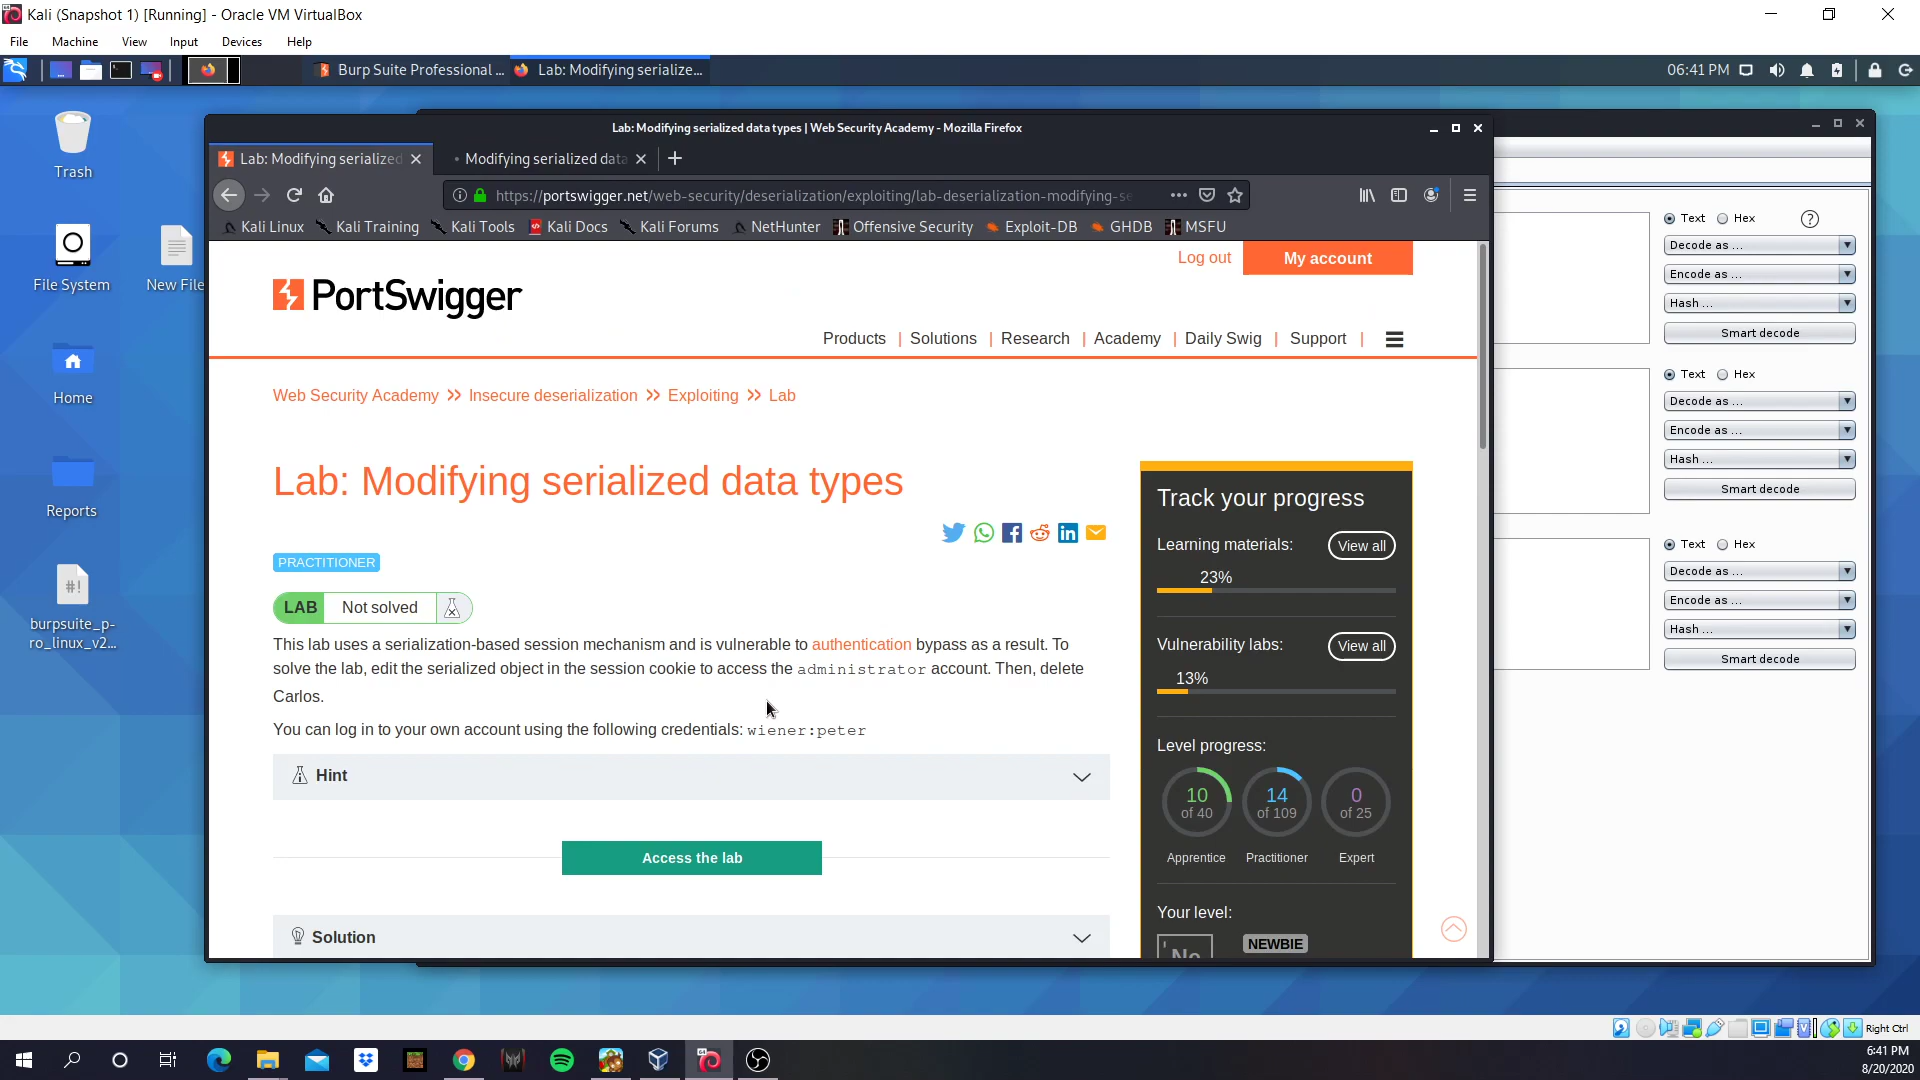 Kali (Snapshot 1) [Running] - Oracle VM VirtualBox
File Machine View Input Devices Help
Burp Suite Professional ... Lab: Modifying serialize... 06:41 PM
Lab: Modifying serialized data types | Web Security Academy - Mozilla Firefox
Lab: Modifying serialized Modifying serialized data
https://portswigger.net/web-security/deserialization/exploiting/lab-deserialization-modifying-se
Kali Linux Kali Training Kali Tools Kali Docs Kali Forums NetHunter Offensive Security Exploit-DB GHDB MSFU
Log out My account
PortSwigger
Products | Solutions | Research | Academy | Daily Swig | Support |
Web Security Academy >> Insecure deserialization >> Exploiting >> Lab
Lab: Modifying serialized data types
PRACTITIONER
LAB Not solved
This lab uses a serialization-based session mechanism and is vulnerable to authentication bypass as a result. To
solve the lab, edit the serialized object in the session cookie to access the administrator account. Then, delete
Carlos.
You can log in to your own account using the following credentials: wiener:peter
Hint
Access the lab
Solution
Track your progress
Learning materials: View all
23%
Vulnerability labs: View all
13%
Level progress:
10 of 40
14 of 109
0 of 25
Apprentice Practitioner Expert
Your level:
NEWBIE
Text Hex ?
Decode as ...
Encode as ...
Hash ...
Smart decode
Text Hex
Decode as ...
Encode as ...
Hash ...
Smart decode
Text Hex
Decode as ...
Encode as ...
Hash ...
Smart decode
Trash
File System
New File
Home
Reports
#!
burpsuite_p-
ro_linux_v2...
Right Ctrl
6:41 PM
8/20/2020